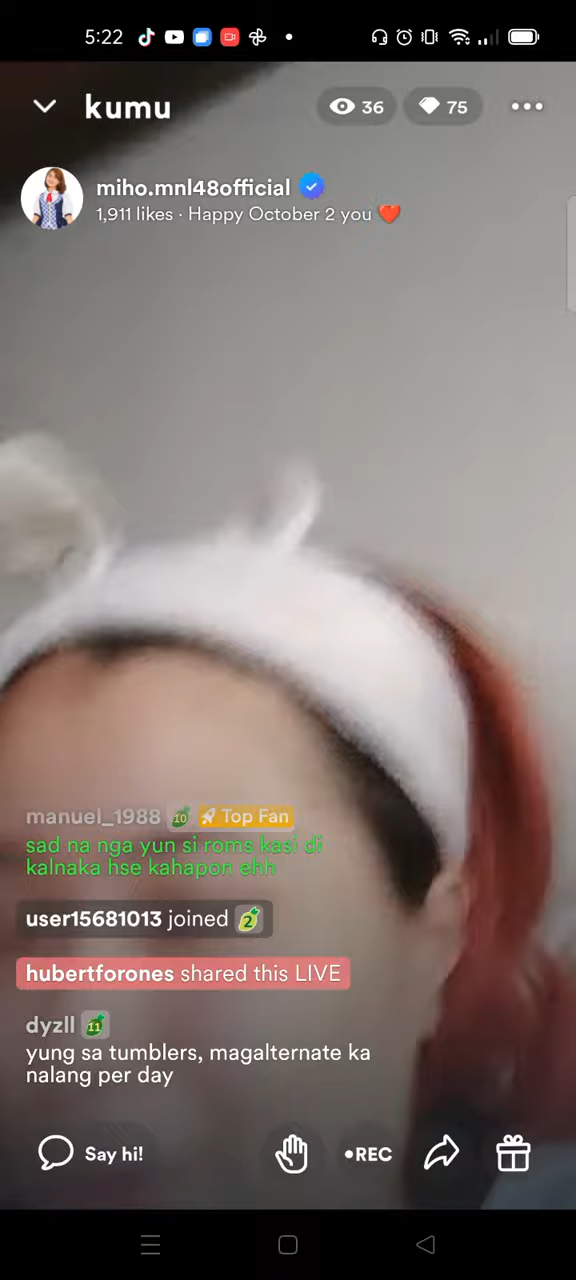 5:22
kumu
36
75
miho.mnl48official
1,911 likes · Happy October 2 you ❤️
manuel_1988 10 Top Fan
sad na nga yun si roms kasi di
kalnaka hse kahapon ehh
user15681013 joined 2
hubertforones shared this LIVE
dyzll 11
yung sa tumblers, magalternate ka
nalang per day
Say hi!
•REC